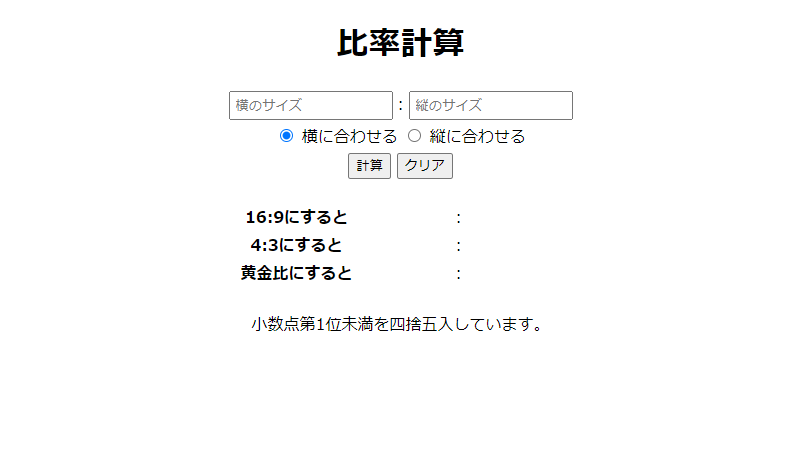 比率計算
横のサイズ : 縦のサイズ
横に合わせる 縦に合わせる
計算 クリア
16:9にすると :
4:3にすると :
黄金比にすると :
小数点第1位未満を四捨五入しています。